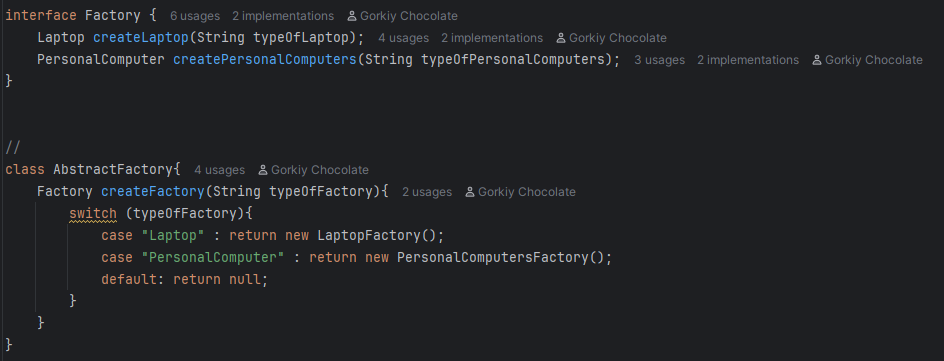 interface Factory { 6 usages 2 implementations Gorkiy Chocolate
Laptop createLaptop(String typeOfLaptop); 4 usages 2 implementations Gorkiy Chocolate
PersonalComputer createPersonalComputers(String typeOfPersonalComputers); 3 usages 2 implementations Gorkiy Chocolate
}
//
class AbstractFactory{ 4 usages Gorkiy Chocolate
Factory createFactory(String typeOfFactory){ 2 usages Gorkiy Chocolate
switch (typeOfFactory){
case "Laptop" : return new LaptopFactory();
case "PersonalComputer" : return new PersonalComputersFactory();
default: return null;
}
}
}